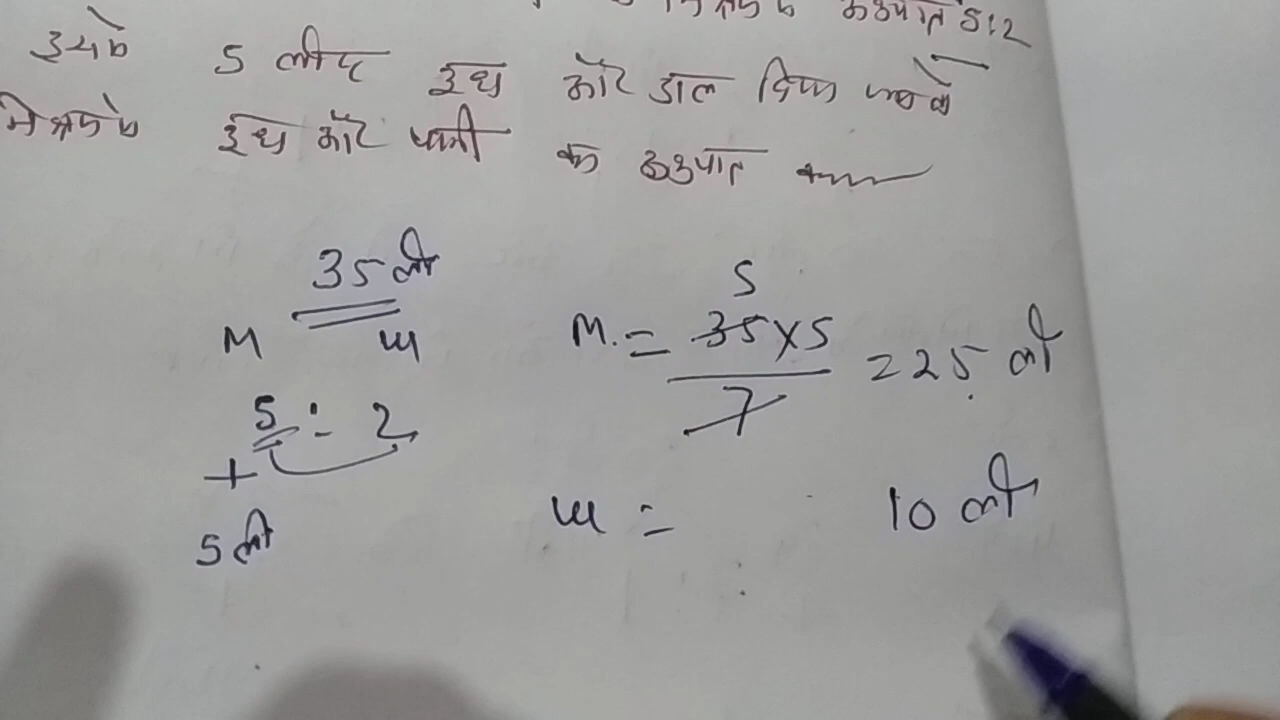 अनुपात 5:2
इसमें 5 लीटर दूध और डाल दिया जाये तो
मिश्रण में दूध और पानी का अनुपात
35 ली
M W
5 : 2
+
5 ली
5
M. = 35 x 5
7
= 25 ली
W = 10 ली